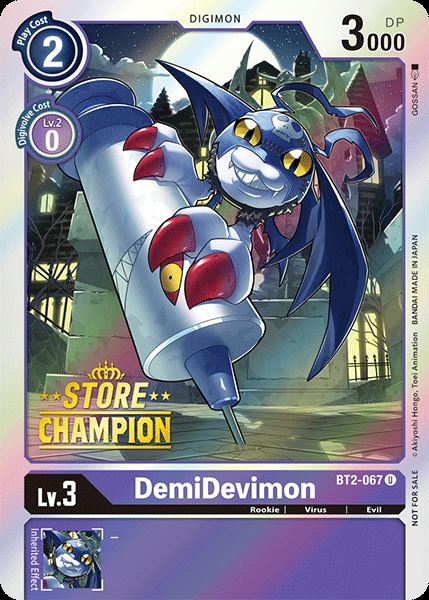 Play Cost
2
DIGIMON
DP
3000
Digivolve Cost
Lv.2
0
GOSSAN
© Akiyoshi Hongo, Toei Animation BANDAI MADE IN JAPAN
STORE
CHAMPION
NOT FOR SALE
Lv.3
DemiDevimon
BT2-067 U
Rookie | Virus | Evil
Inherited Effect
-